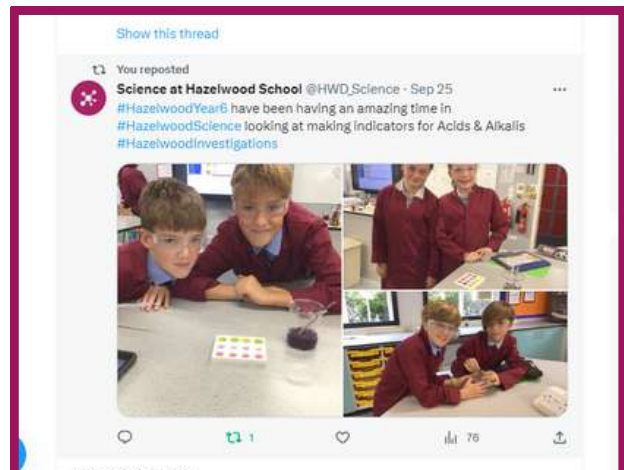 Show this thread
You reposted
Science at Hazelwood School @HWD_Science · Sep 25
#HazelwoodYear6 have been having an amazing time in
#HazelwoodScience looking at making indicators for Acids & Alkalis
#HazelwoodInvestigations
1
76